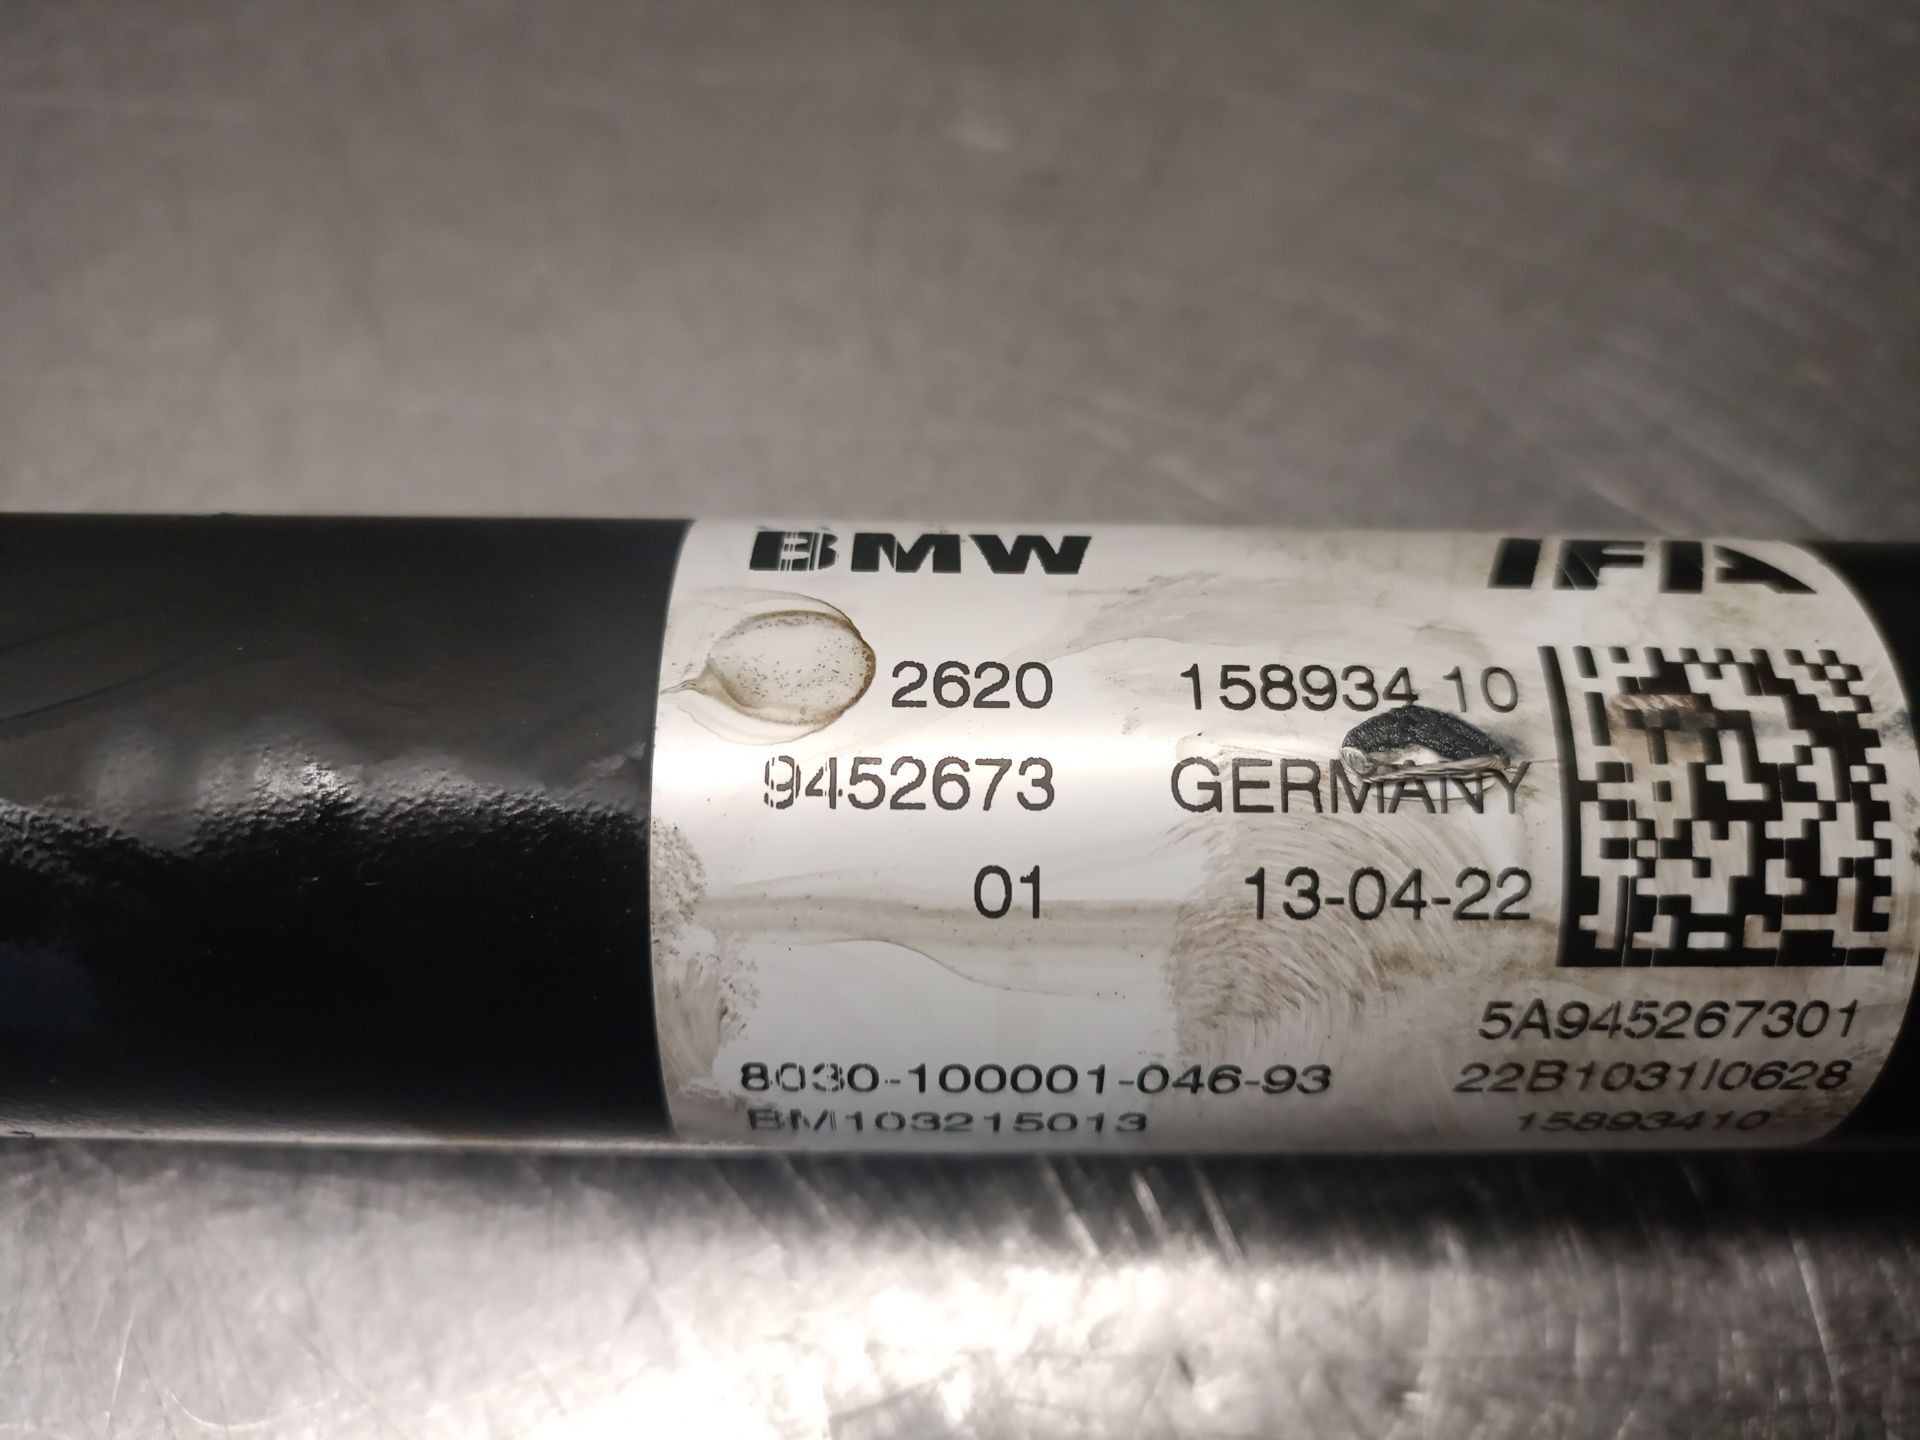 BMW IFA
2620 158934 10
9452673 GERMANY
01 13-04-22
5A945267301
8030-100001-046-93 22B1031I0628
BM103215013 15893410